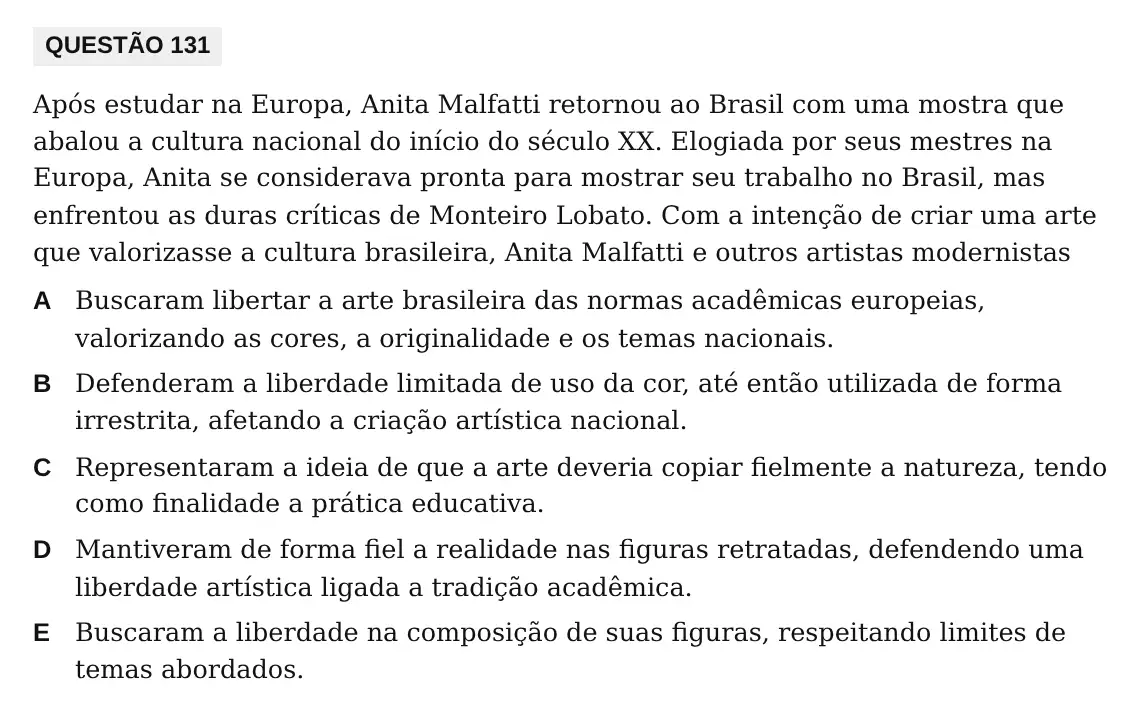 QUESTÃO 131
Após estudar na Europa, Anita Malfatti retornou ao Brasil com uma mostra que
abalou a cultura nacional do início do século XX. Elogiada por seus mestres na
Europa, Anita se considerava pronta para mostrar seu trabalho no Brasil, mas
enfrentou as duras críticas de Monteiro Lobato. Com a intenção de criar uma arte
que valorizasse a cultura brasileira, Anita Malfatti e outros artistas modernistas
A Buscaram libertar a arte brasileira das normas acadêmicas europeias,
valorizando as cores, a originalidade e os temas nacionais.
B Defenderam a liberdade limitada de uso da cor, até então utilizada de forma
irrestrita, afetando a criação artística nacional.
C Representaram a ideia de que a arte deveria copiar fielmente a natureza, tendo
como finalidade a prática educativa.
D Mantiveram de forma fiel a realidade nas figuras retratadas, defendendo uma
liberdade artística ligada a tradição acadêmica.
E Buscaram a liberdade na composição de suas figuras, respeitando limites de
temas abordados.